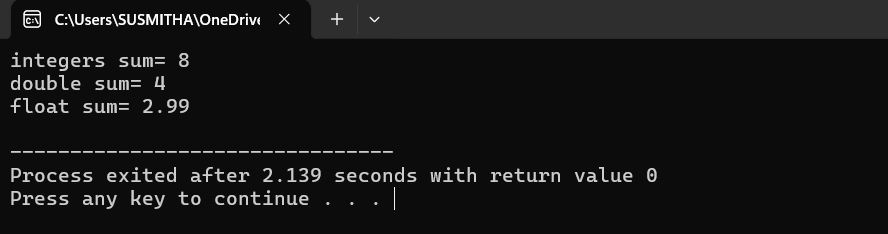 C:\Users\SUSMITHA\OneDrive
integers sum= 8
double sum= 4
float sum= 2.99
--------------------------------
Process exited after 2.139 seconds with return value 0
Press any key to continue . . .